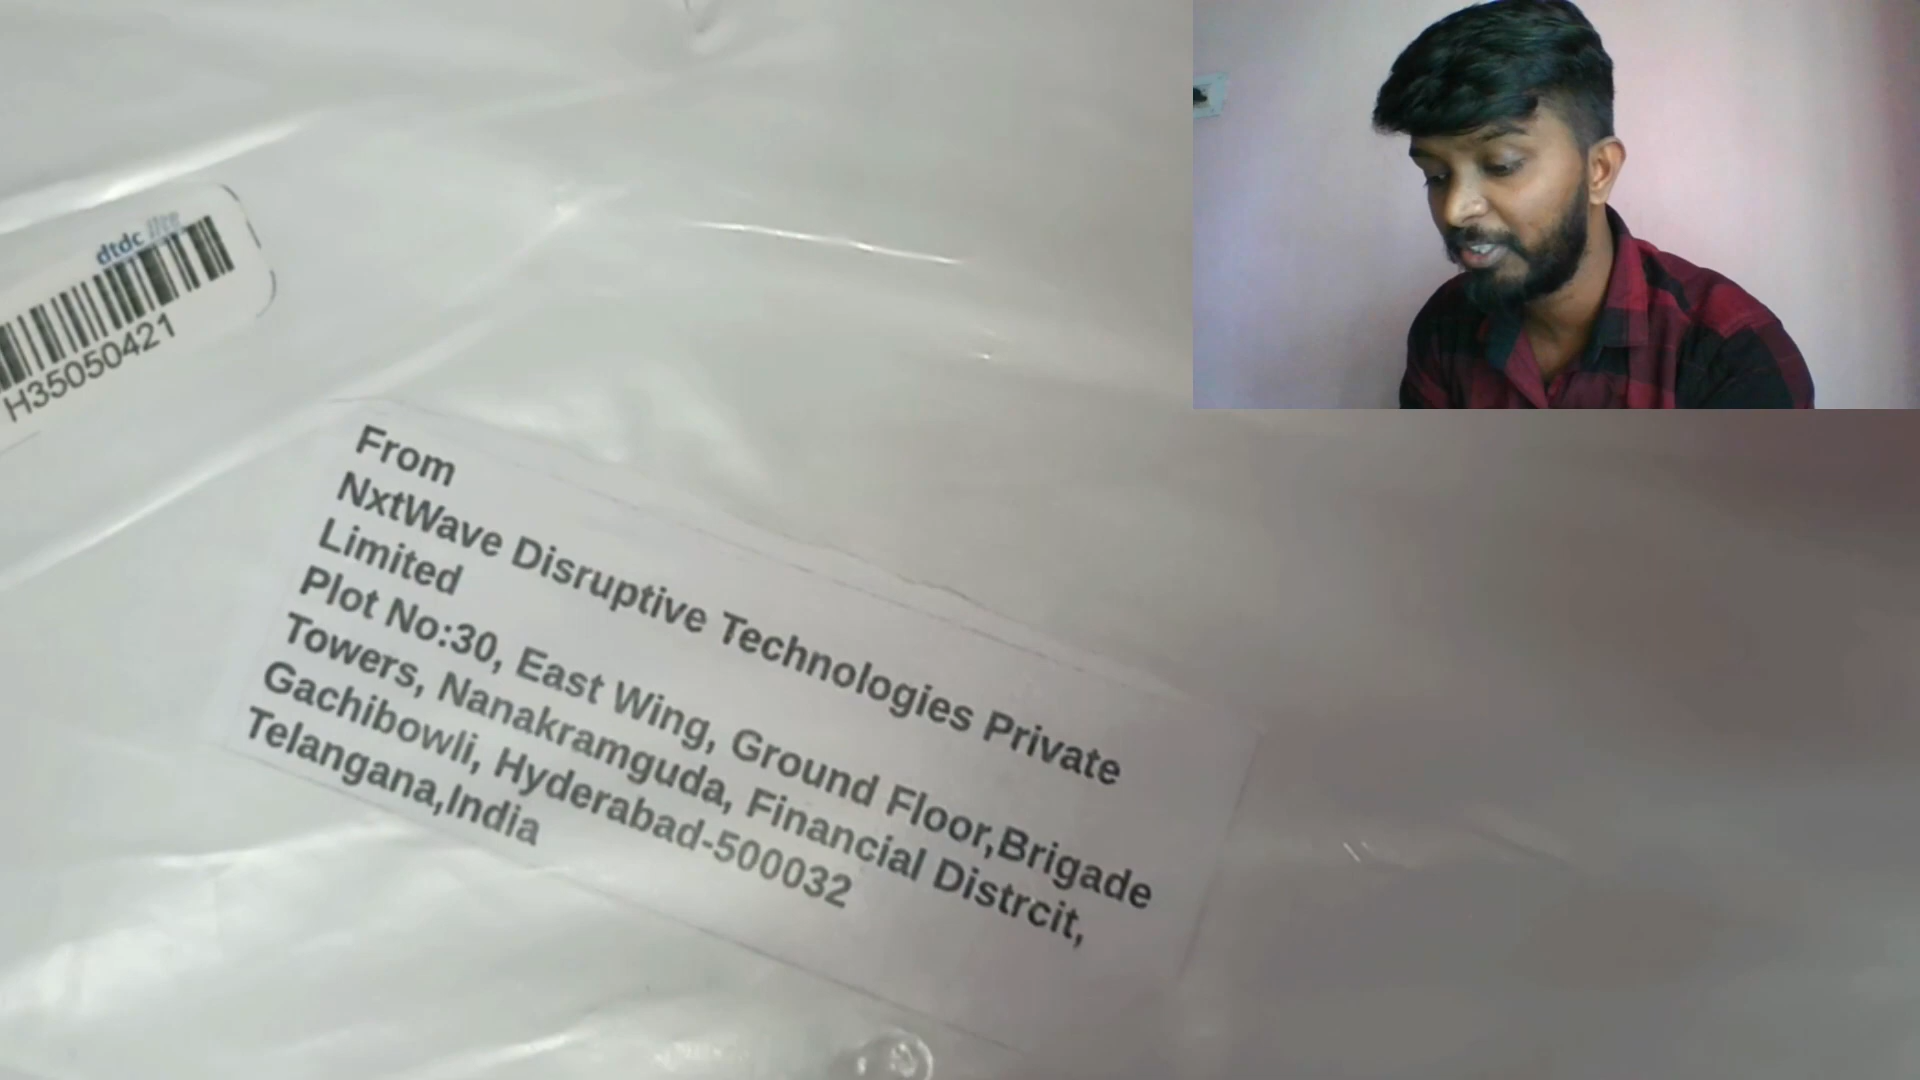 dtdc lite
H35050421
From
NxtWave Disruptive Technologies Private
Limited
Plot No:30, East Wing, Ground Floor,Brigade
Towers, Nanakramguda, Financial Distrcit,
Gachibowli, Hyderabad-500032
Telangana,India